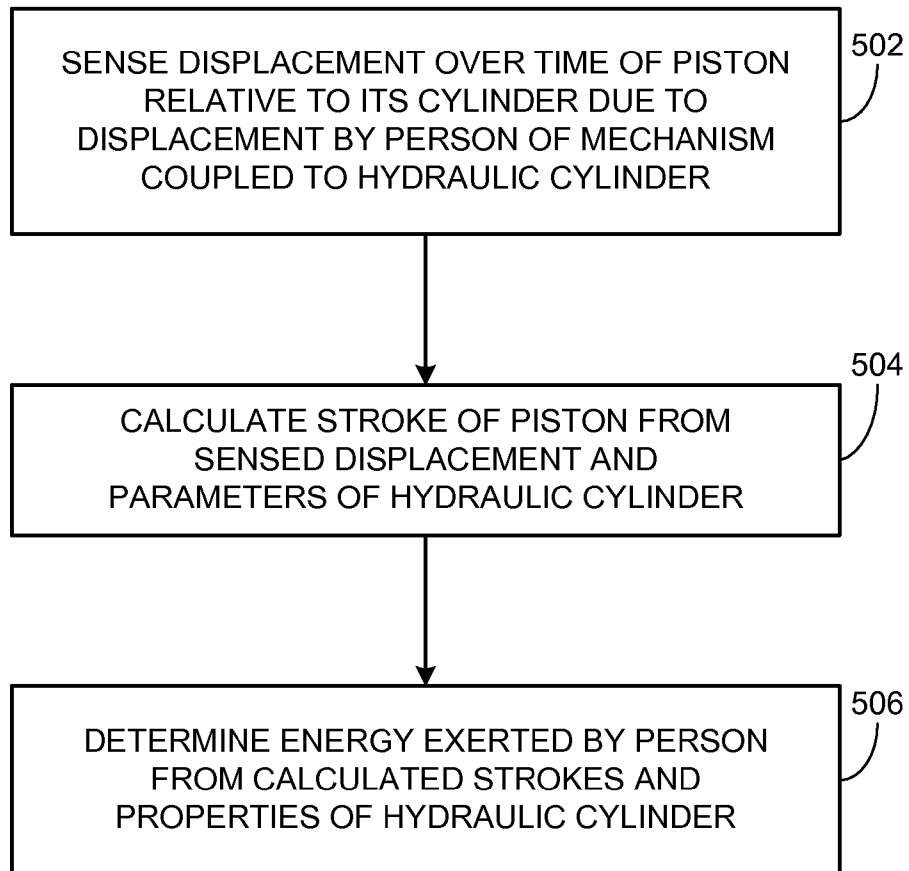 SENSE DISPLACEMENT OVER TIME OF PISTON
RELATIVE TO ITS CYLINDER DUE TO
DISPLACEMENT BY PERSON OF MECHANISM
COUPLED TO HYDRAULIC CYLINDER
502
CALCULATE STROKE OF PISTON FROM
SENSED DISPLACEMENT AND
PARAMETERS OF HYDRAULIC CYLINDER
504
DETERMINE ENERGY EXERTED BY PERSON
FROM CALCULATED STROKES AND
PROPERTIES OF HYDRAULIC CYLINDER
506